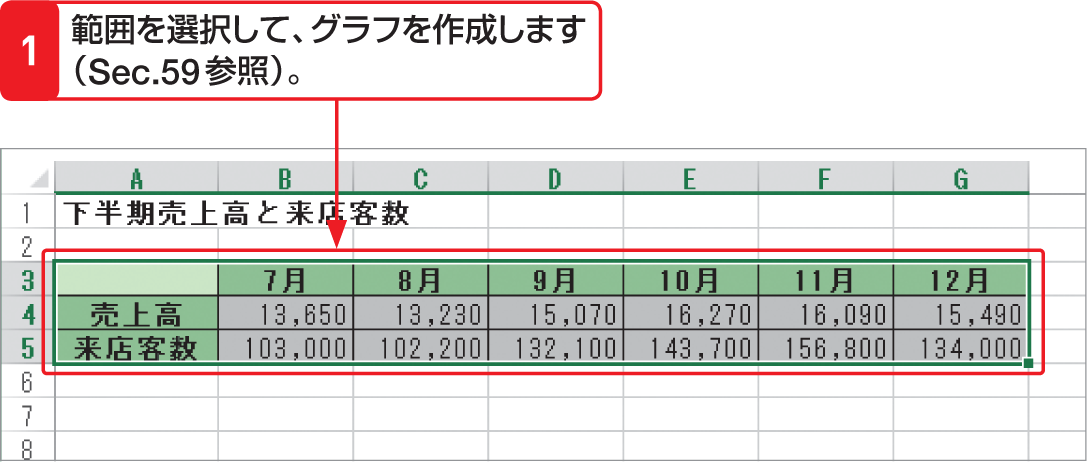 1
範囲を選択して、グラフを作成します
（Sec.59参照）。
A B C D E F G
1 下半期売上高と来店客数
2
3 7月 8月 9月 10月 11月 12月
4 売上高 13,650 13,230 15,070 16,270 16,090 15,490
5 来店客数 103,000 102,200 132,100 143,700 156,800 134,000
6
7
8